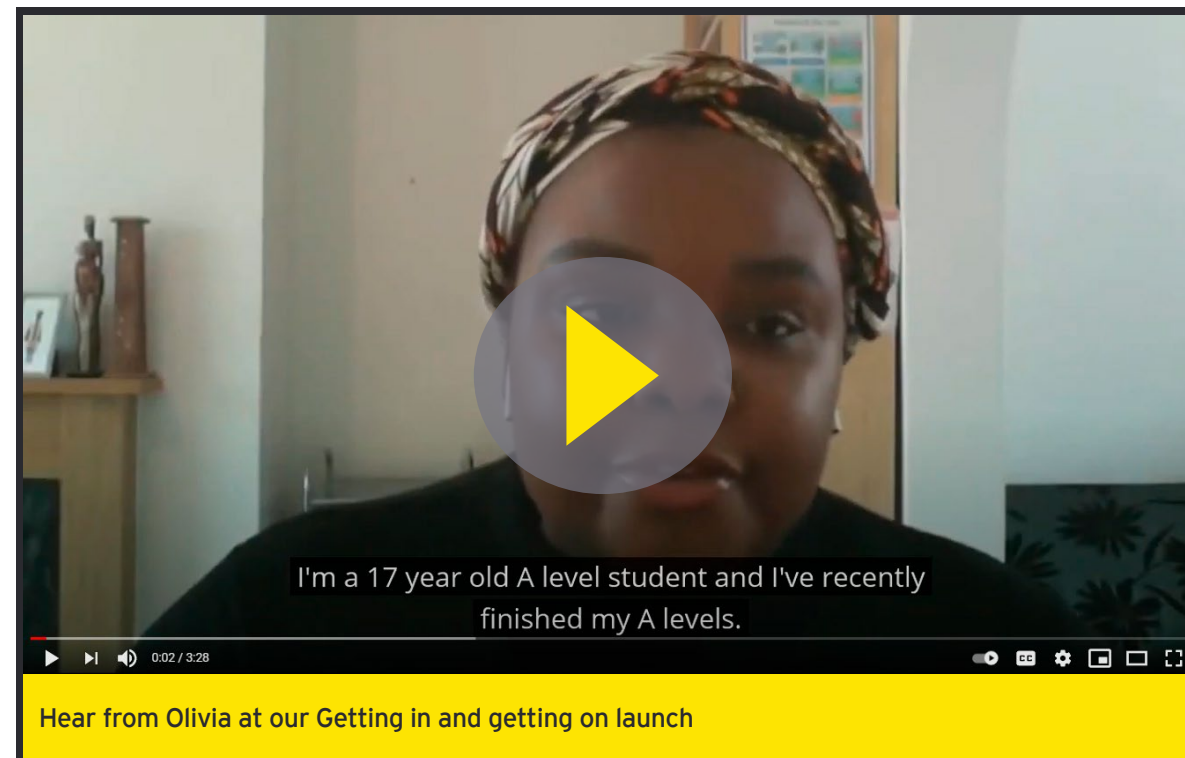 I'm a 17 year old A level student and I've recently
finished my A levels.
0:02 / 3:28
CC
Hear from Olivia at our Getting in and getting on launch